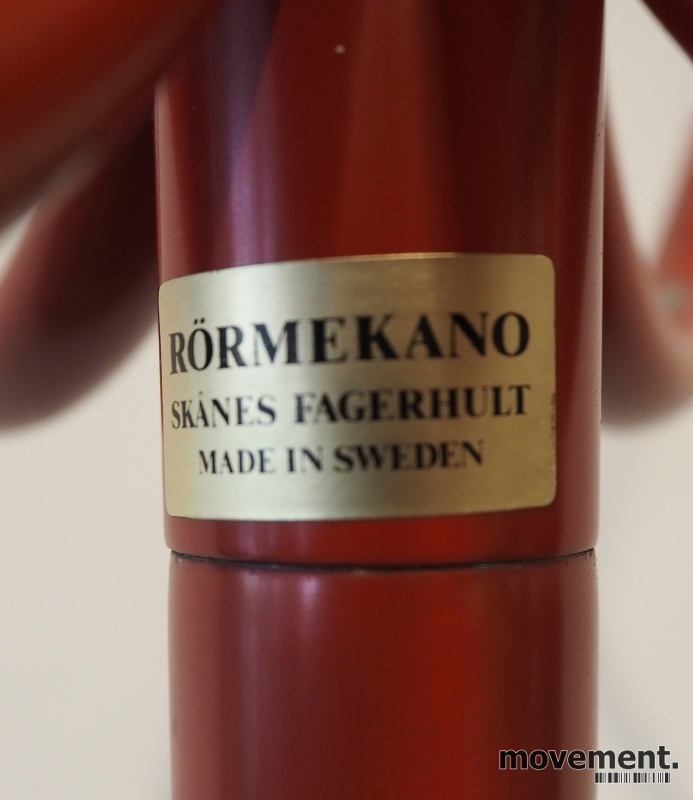 RÖRMEKANO
SKÅNES FAGERHULT
MADE IN SWEDEN
movement.